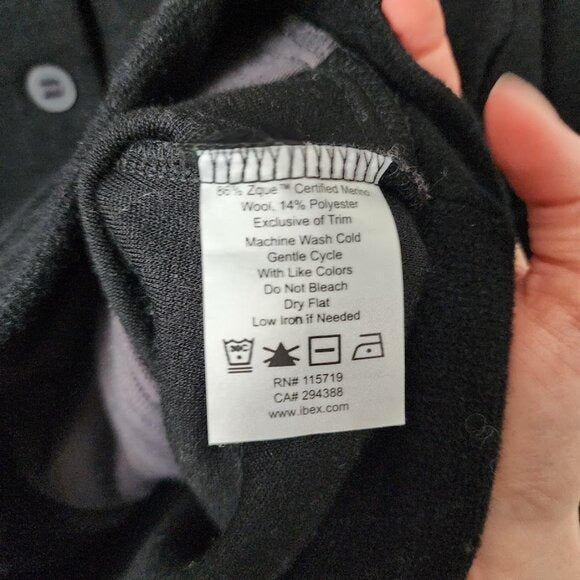 86% Zque™ Certified Merino
Wool, 14% Polyester
Exclusive of Trim
Machine Wash Cold
Gentle Cycle
With Like Colors
Do Not Bleach
Dry Flat
Low Iron if Needed
30C
RN# 115719
CA# 294388
www.ibex.com